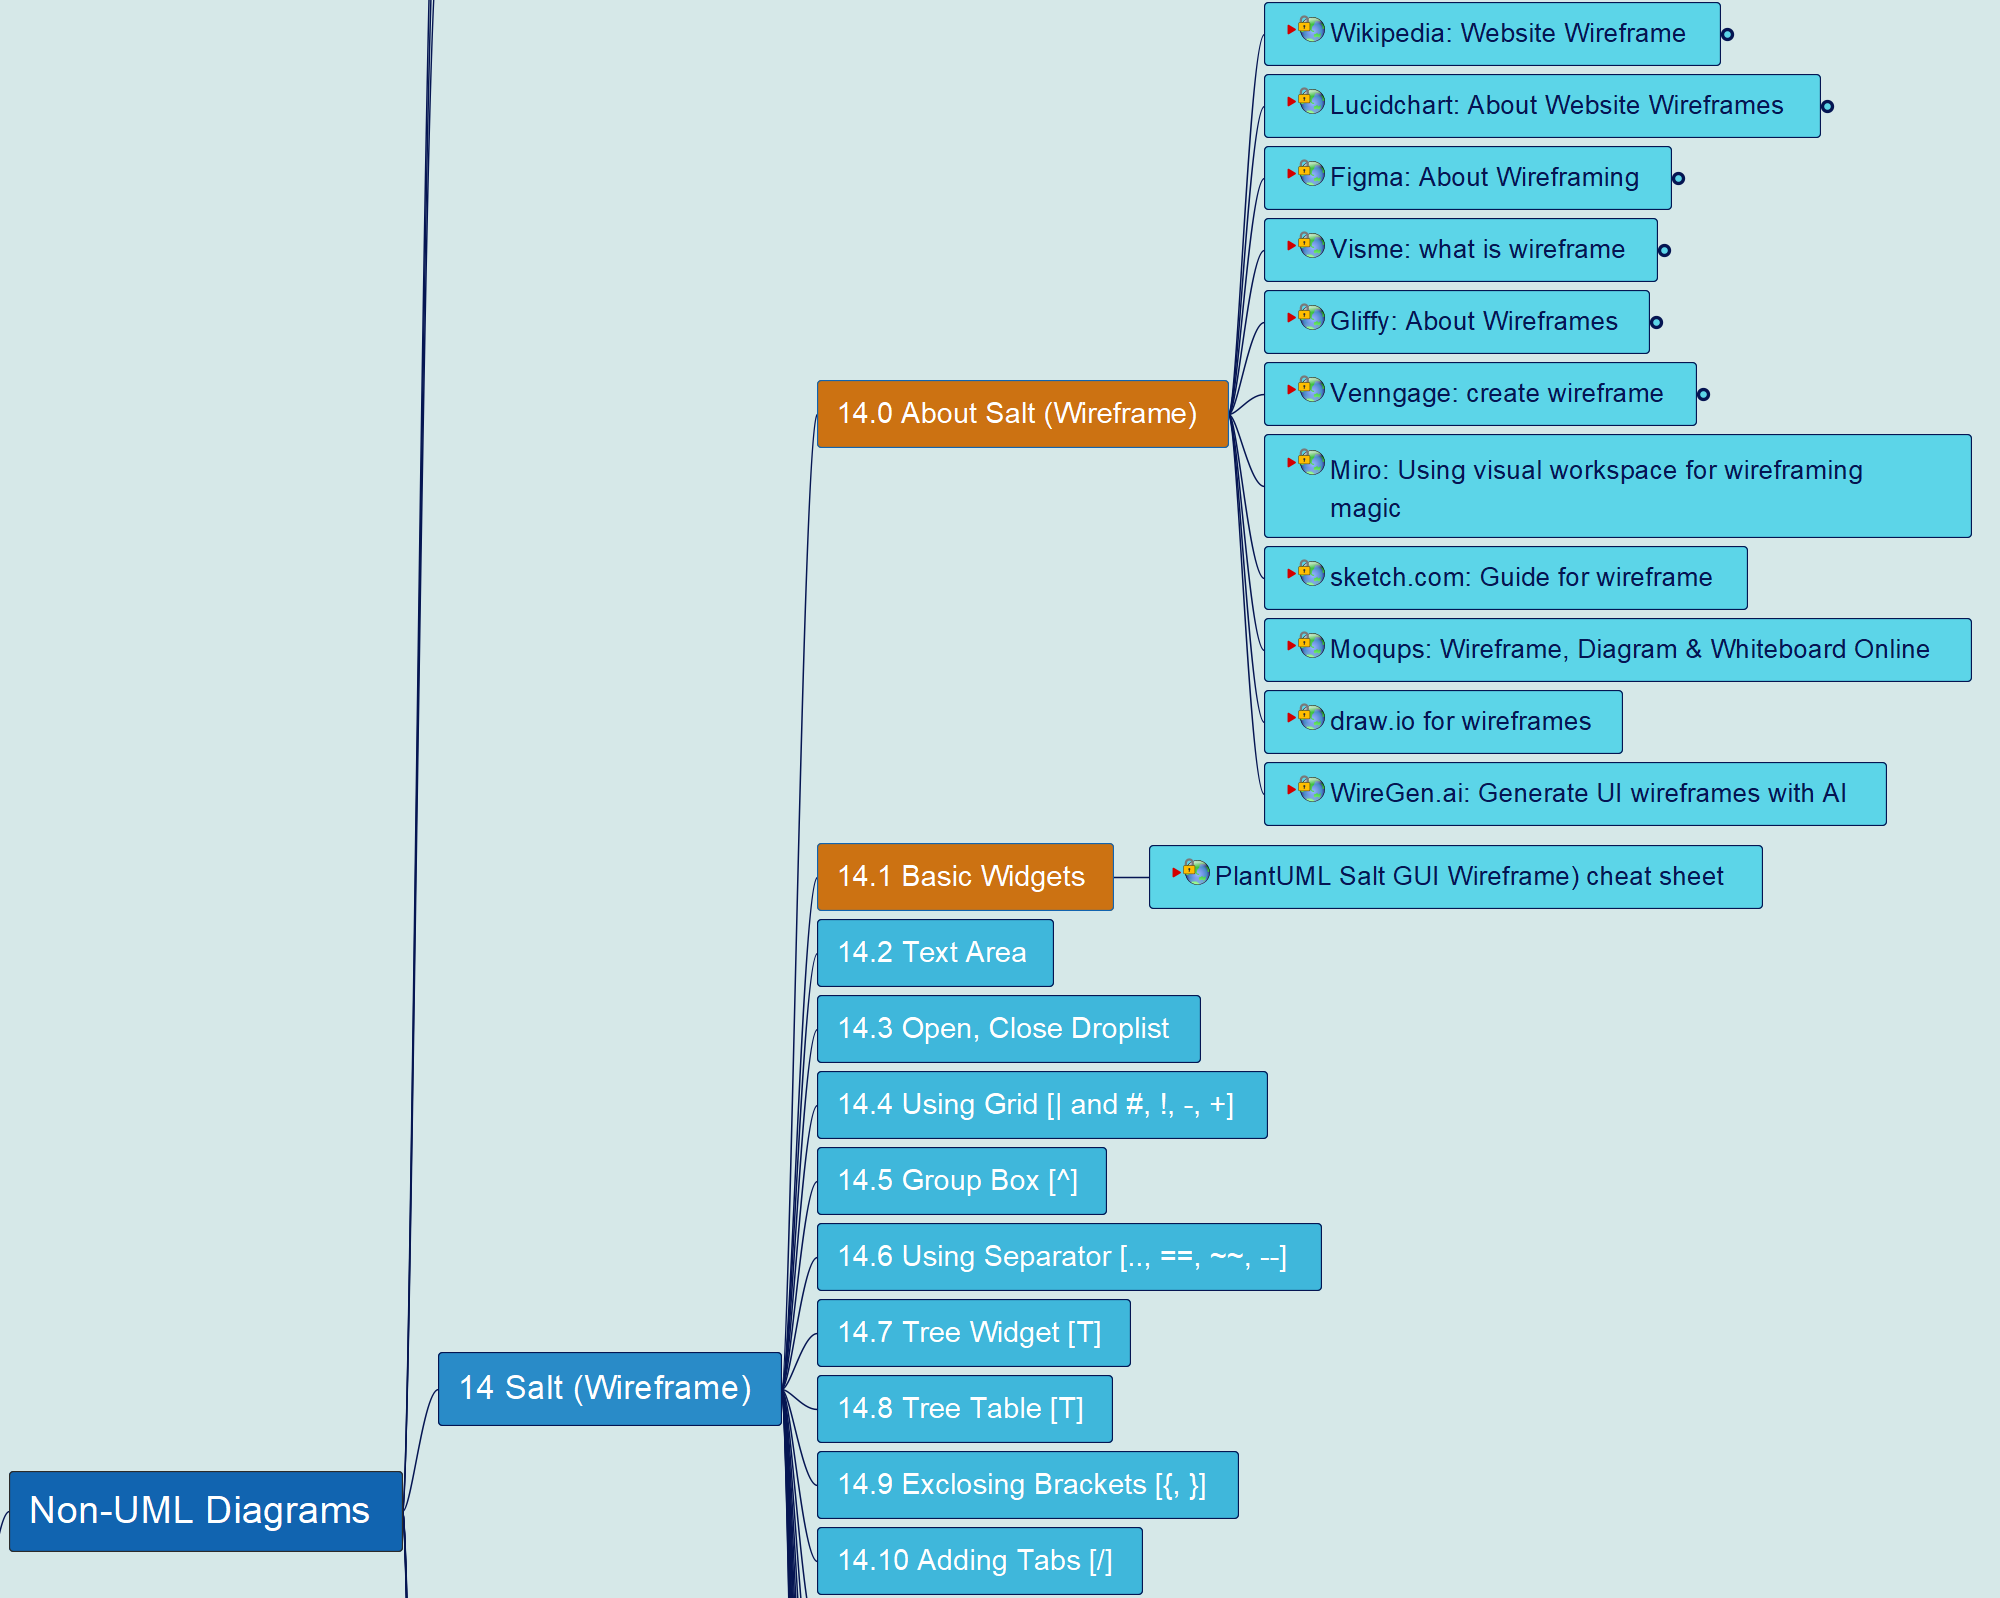 Wikipedia: Website Wireframe
Lucidchart: About Website Wireframes
Figma: About Wireframing
Visme: what is wireframe
Gliffy: About Wireframes
14.0 About Salt (Wireframe)
Venngage: create wireframe
Miro: Using visual workspace for wireframing
magic
sketch.com: Guide for wireframe
Moqups: Wireframe, Diagram & Whiteboard Online
draw.io for wireframes
WireGen.ai: Generate UI wireframes with AI
14.1 Basic Widgets
PlantUML Salt GUI Wireframe) cheat sheet
14.2 Text Area
14.3 Open, Close Droplist
14.4 Using Grid [| and #, !, -, +]
14.5 Group Box [^]
14.6 Using Separator [.., ==, ~~, --]
14.7 Tree Widget [T]
14 Salt (Wireframe)
14.8 Tree Table [T]
14.9 Exclosing Brackets [{, }]
Non-UML Diagrams
14.10 Adding Tabs [/]